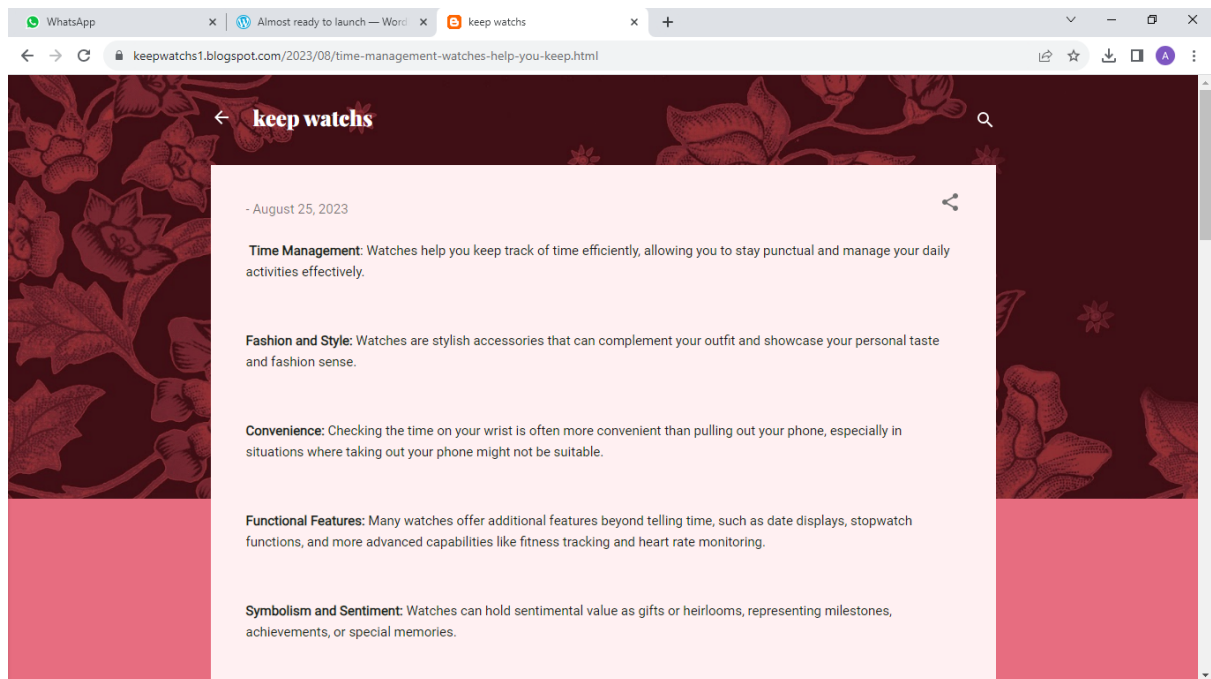 WhatsApp
Almost ready to launch — Word
keep watchs
keepwatchs1.blogspot.com/2023/08/time-management-watches-help-you-keep.html
A
keep watchs
- August 25, 2023
Time Management: Watches help you keep track of time efficiently, allowing you to stay punctual and manage your daily
activities effectively.
Fashion and Style: Watches are stylish accessories that can complement your outfit and showcase your personal taste
and fashion sense.
Convenience: Checking the time on your wrist is often more convenient than pulling out your phone, especially in
situations where taking out your phone might not be suitable.
Functional Features: Many watches offer additional features beyond telling time, such as date displays, stopwatch
functions, and more advanced capabilities like fitness tracking and heart rate monitoring.
Symbolism and Sentiment: Watches can hold sentimental value as gifts or heirlooms, representing milestones,
achievements, or special memories.